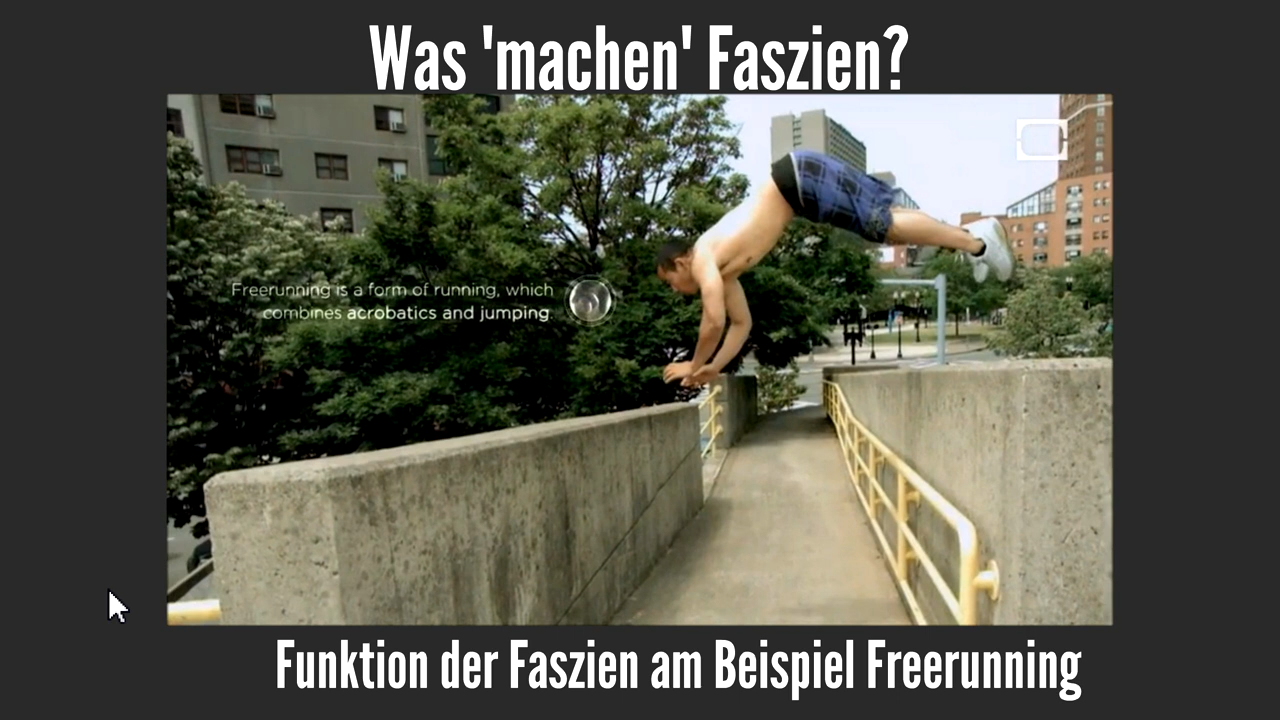 Was 'machen' Faszien?
Freerunning is a form of running, which
combines acrobatics and jumping.
Funktion der Faszien am Beispiel Freerunning